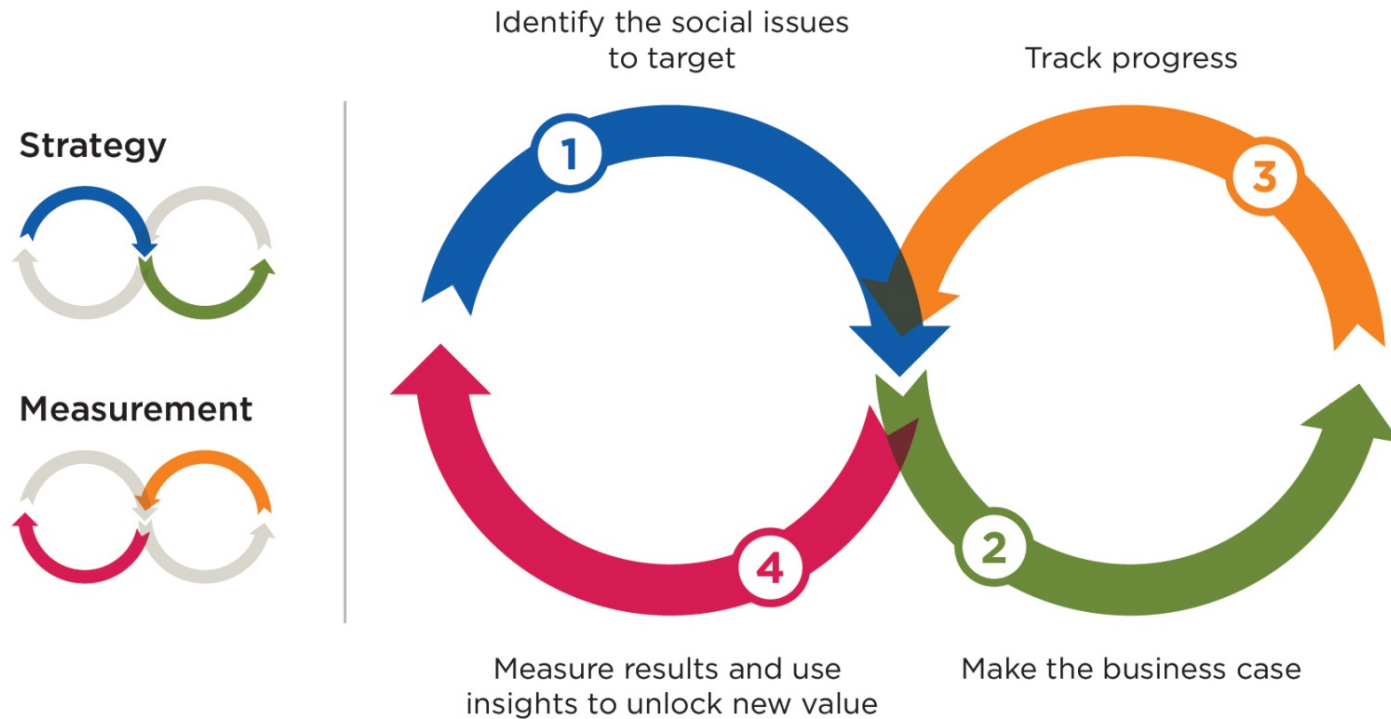 Strategy
Measurement
Identify the social issues
to target
1
Track progress
3
4
Measure results and use
insights to unlock new value
2
Make the business case